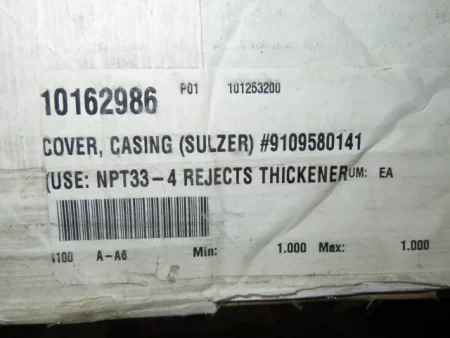 10162986 P01 101253200
COVER, CASING (SULZER) #9109580141
(USE: NPT33-4 REJECTS THICKENER UM: EA
1100 A-A6 Min: 1.000 Max: 1.000